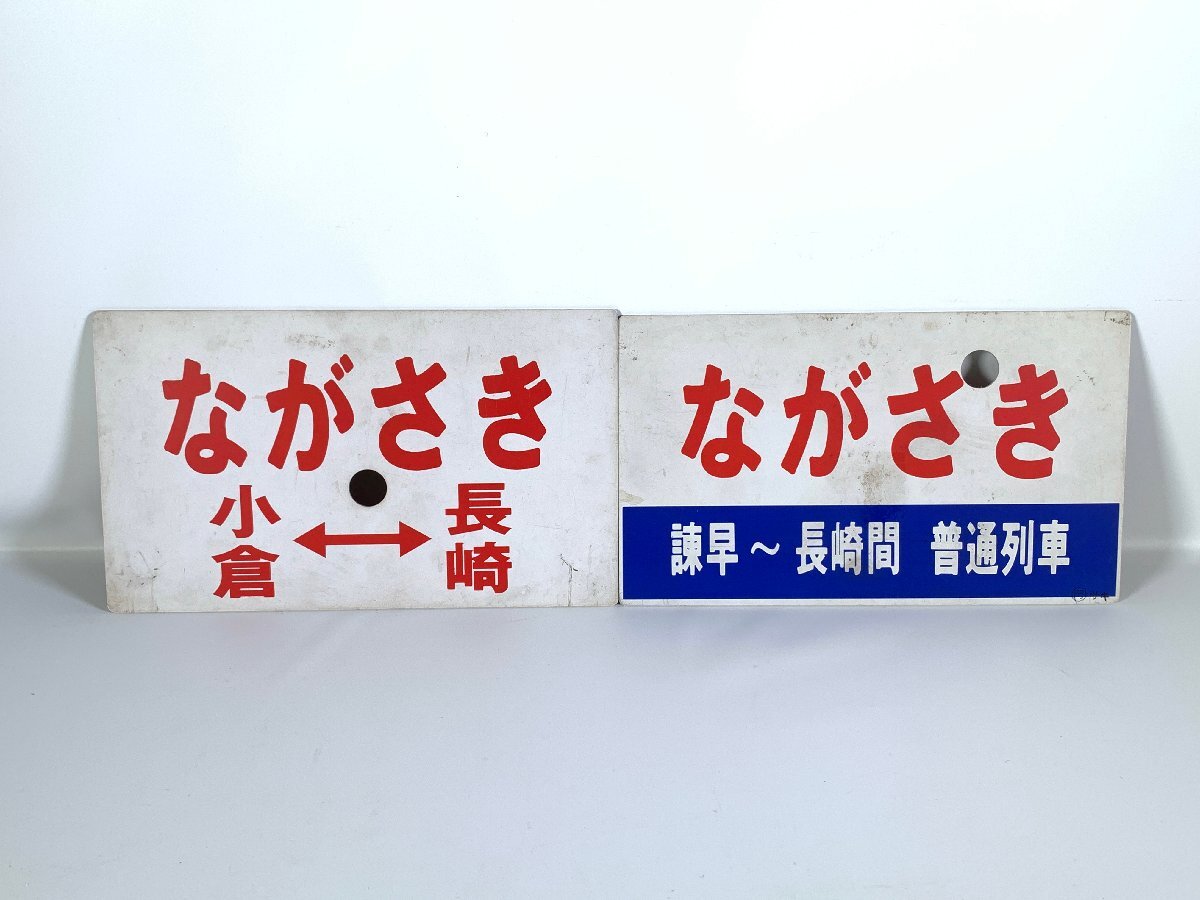 ながさき
小倉 ↔ 長崎
ながさき
諫早～長崎間 普通列車